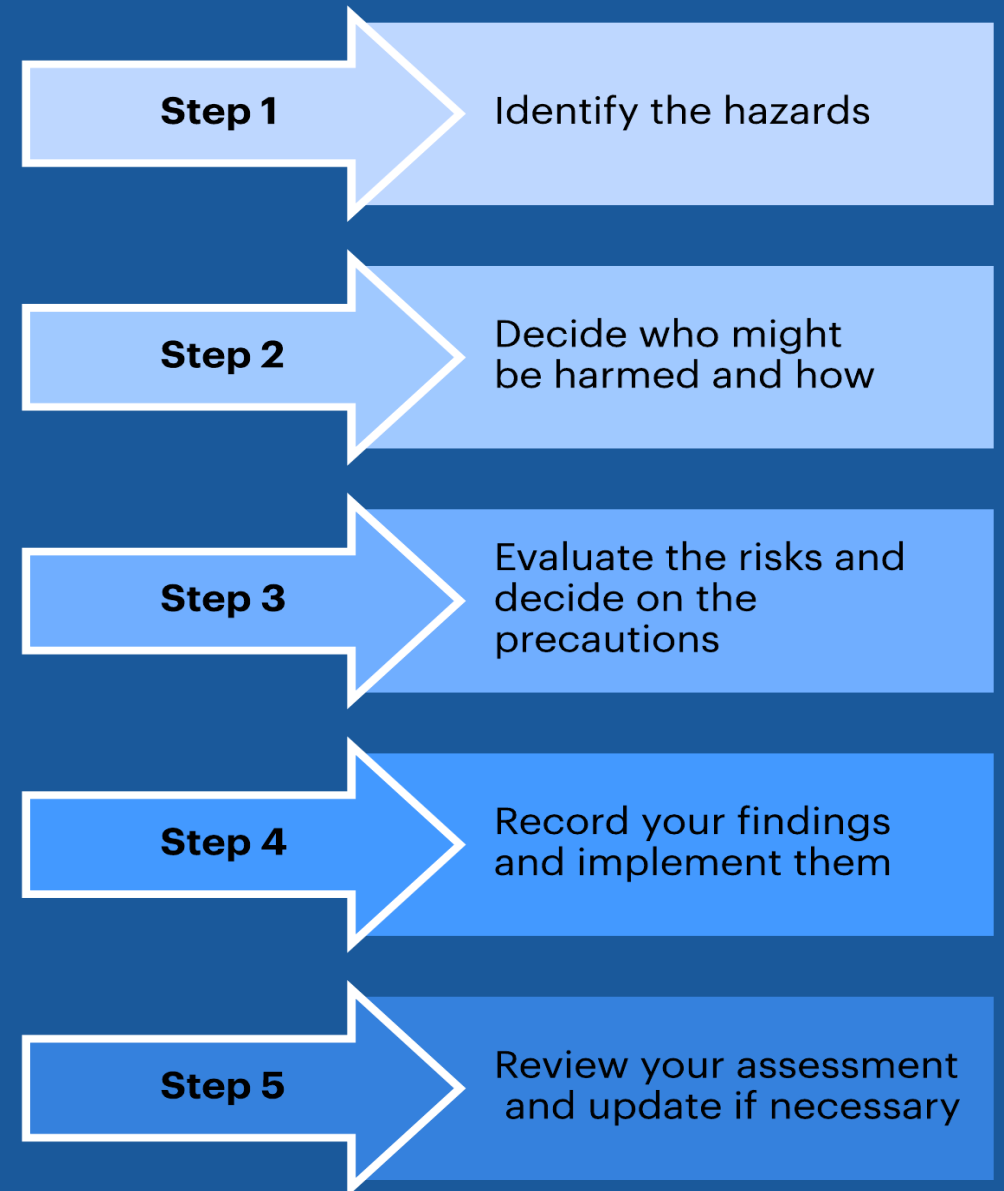 Step 1
Identify the hazards
Step 2
Decide who might
be harmed and how
Step 3
Evaluate the risks and
decide on the
precautions
Step 4
Record your findings
and implement them
Step 5
Review your assessment
and update if necessary